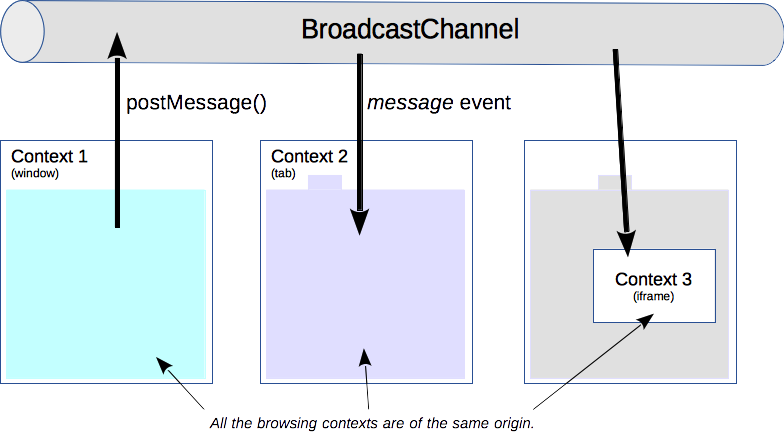 BroadcastChannel
postMessage()
message event
Context 1
(window)
Context 2
(tab)
Context 3
(iframe)
All the browsing contexts are of the same origin.